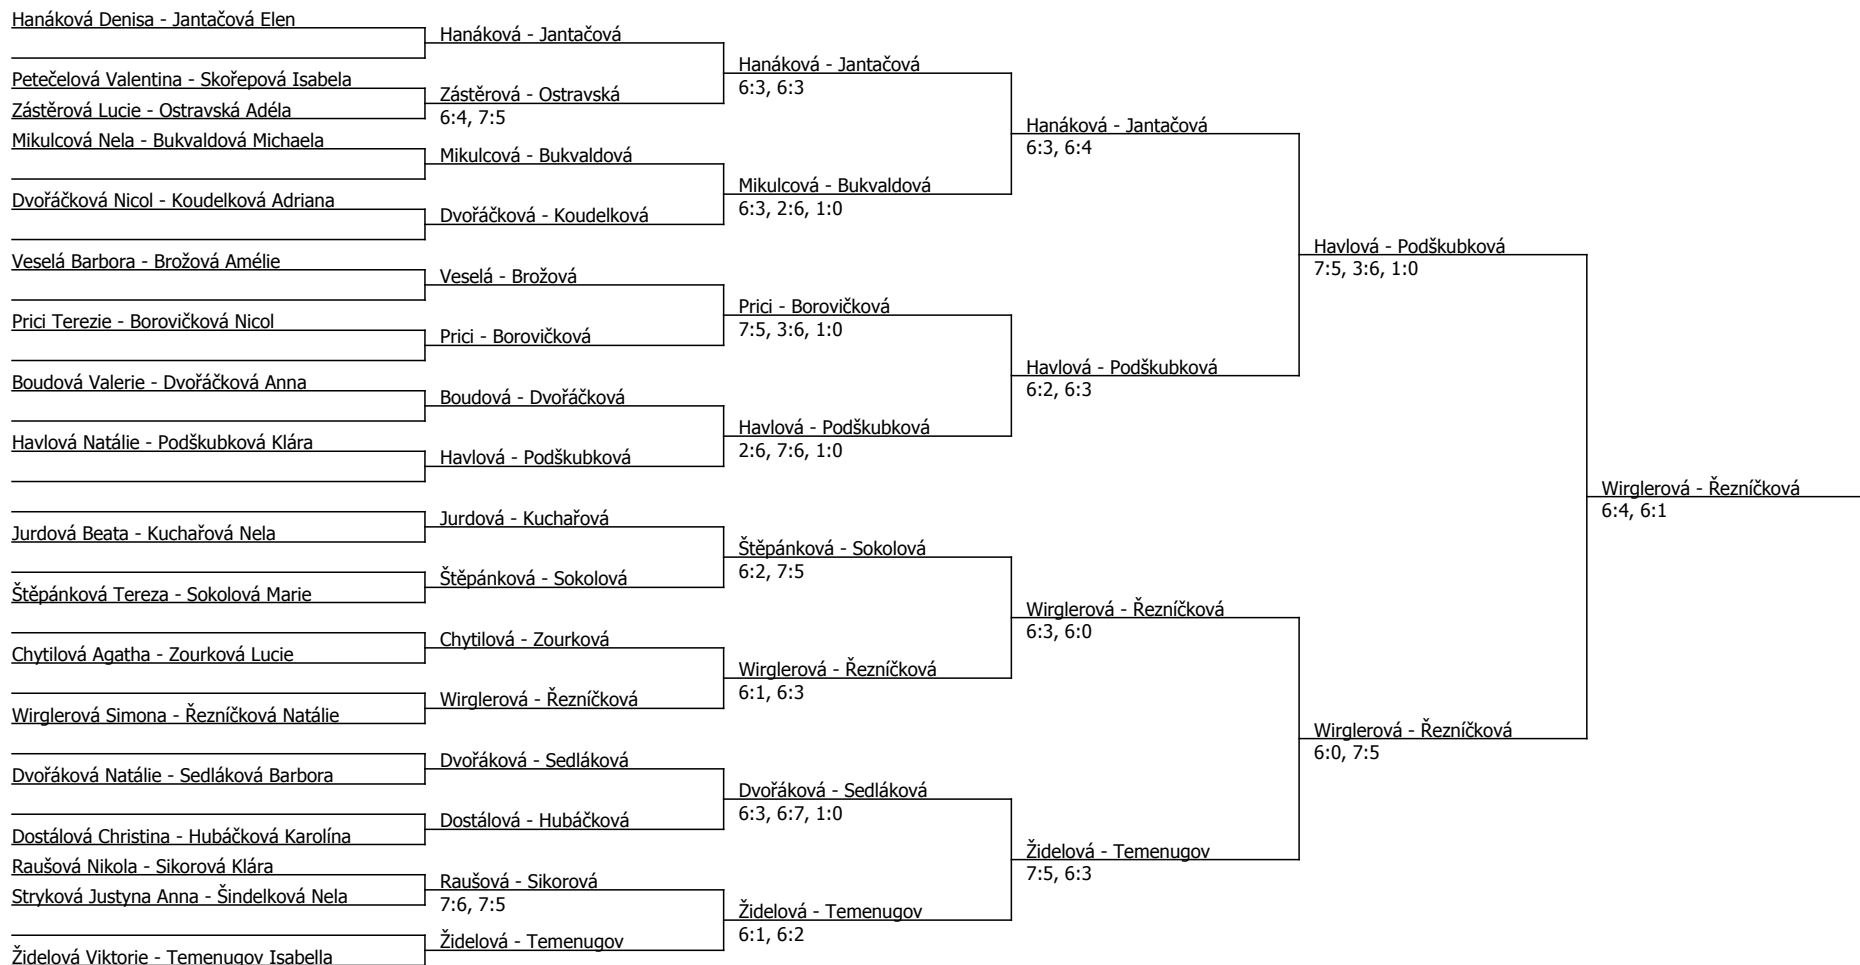 Hanáková Denisa - Jantačová Elen
Petečelová Valentina - Skořepová Isabela
Zástěrová Lucie - Ostravská Adéla
Mikulcová Nela - Bukvaldová Michaela
Dvořáčková Nicol - Koudelková Adriana
Veselá Barbora - Brožová Amélie
Prici Terezie - Borovičková Nicol
Boudová Valerie - Dvořáčková Anna
Havlová Natálie - Podškubková Klára
Jurdová Beata - Kuchařová Nela
Štěpánková Tereza - Sokolová Marie
Chytilová Agatha - Zourková Lucie
Wirglerová Simona - Řezníčková Natálie
Dvořáková Natálie - Sedláková Barbora
Dostálová Christina - Hubáčková Karolína
Raušová Nikola - Sikorová Klára
Stryková Justyna Anna - Šindelková Nela
Židelová Viktorie - Temenugov Isabella
Hanáková - Jantačová
Zástěrová - Ostravská
6:4, 7:5
Mikulcová - Bukvaldová
Dvořáčková - Koudelková
Veselá - Brožová
Prici - Borovičková
Boudová - Dvořáčková
Havlová - Podškubková
Jurdová - Kuchařová
Štěpánková - Sokolová
Chytilová - Zourková
Wirglerová - Řezníčková
Dvořáková - Sedláková
Dostálová - Hubáčková
Raušová - Sikorová
7:6, 7:5
Židelová - Temenugov
Hanáková - Jantačová
6:3, 6:3
Mikulcová - Bukvaldová
6:3, 2:6, 1:0
Prici - Borovičková
7:5, 3:6, 1:0
Havlová - Podškubková
2:6, 7:6, 1:0
Štěpánková - Sokolová
6:2, 7:5
Wirglerová - Řezníčková
6:1, 6:3
Dvořáková - Sedláková
6:3, 6:7, 1:0
Židelová - Temenugov
6:1, 6:2
Hanáková - Jantačová
6:3, 6:4
Havlová - Podškubková
6:2, 6:3
Wirglerová - Řezníčková
6:3, 6:0
Židelová - Temenugov
7:5, 6:3
Havlová - Podškubková
7:5, 3:6, 1:0
Wirglerová - Řezníčková
6:0, 7:5
Wirglerová - Řezníčková
6:4, 6:1